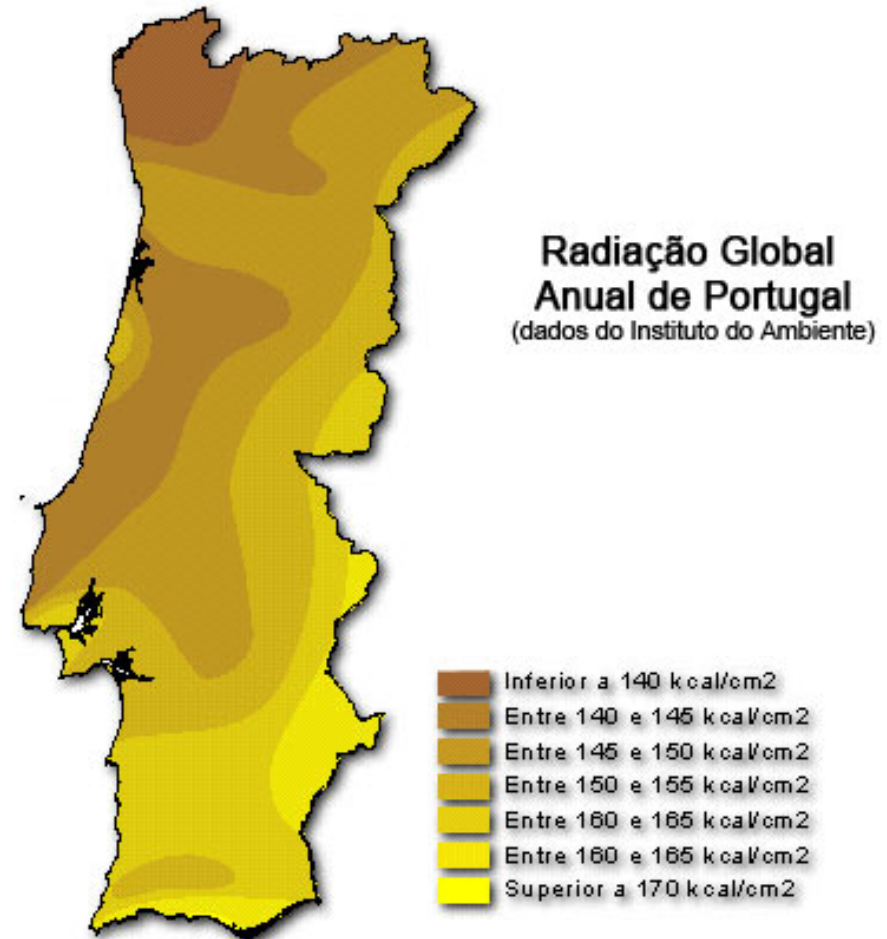 Radiação Global
Anual de Portugal
(dados do Instituto do Ambiente)
Inferior a 140 kcal/cm2
Entre 140 e 145 kcal/cm2
Entre 145 e 150 kcal/cm2
Entre 150 e 155 kcal/cm2
Entre 160 e 165 kcal/cm2
Entre 160 e 165 kcal/cm2
Superior a 170 kcal/cm2